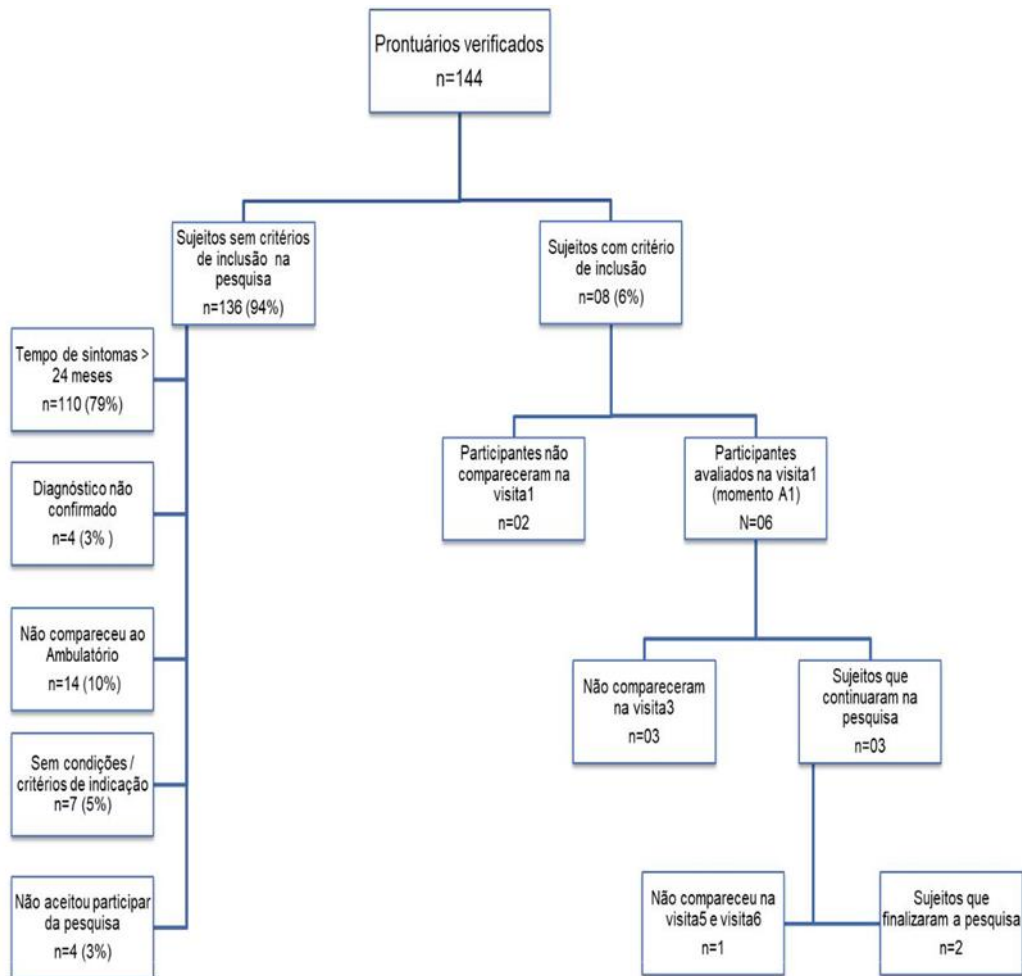 Prontuários verificados
n=144
Sujeitos sem critérios
de inclusão na
pesquisa
n=136 (94%)
Sujeitos com critério
de inclusão
n=08 (6%)
Tempo de sintomas >
24 meses
n=110 (79%)
Diagnóstico não
confirmado
n=4 (3% )
Não compareceu ao
Ambulatório
n=14 (10%)
Sem condições /
critérios de indicação
n=7 (5%)
Não aceitou participar
da pesquisa
n=4 (3%)
Participantes não
compareceram na
visita1
n=02
Participantes
avaliados na visita1
(momento A1)
N=06
Não compareceram
na visita3
n=03
Sujeitos que
continuaram na
pesquisa
n=03
Não compareceu na
visita5 e visita6
n=1
Sujeitos que
finalizaram a pesquisa
n=2